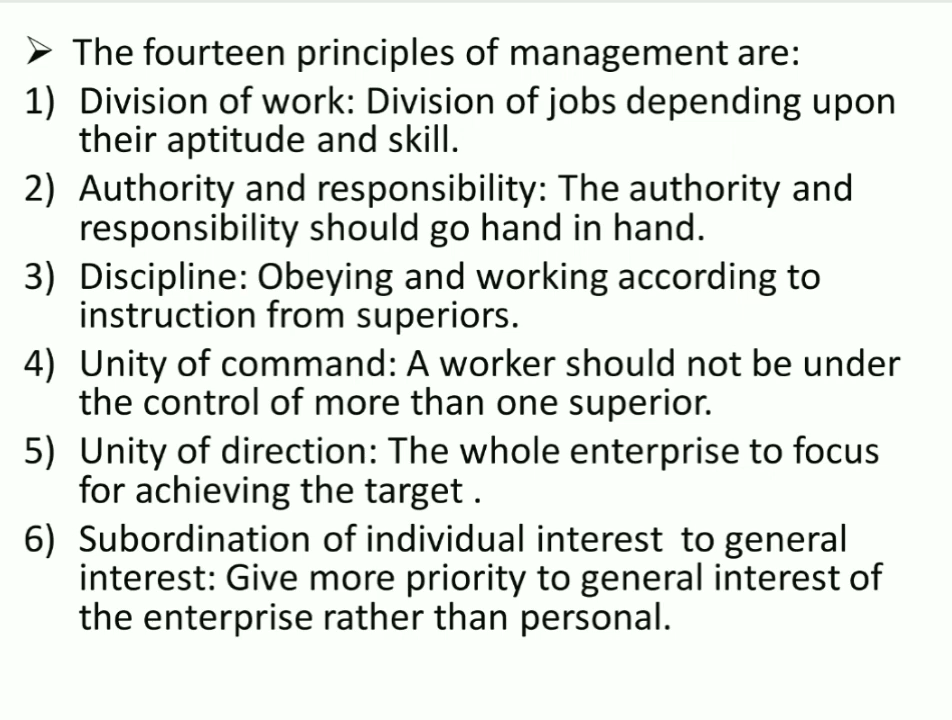 ➢ The fourteen principles of management are:
1) Division of work: Division of jobs depending upon
their aptitude and skill.
2) Authority and responsibility: The authority and
responsibility should go hand in hand.
3) Discipline: Obeying and working according to
instruction from superiors.
4) Unity of command: A worker should not be under
the control of more than one superior.
5) Unity of direction: The whole enterprise to focus
for achieving the target .
6) Subordination of individual interest  to general
interest: Give more priority to general interest of
the enterprise rather than personal.